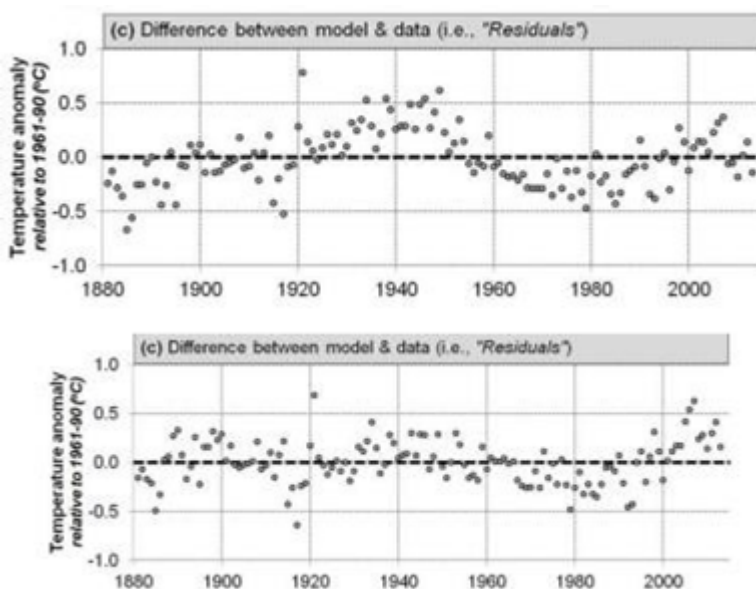 (c) Difference between model & data (i.e., "Residuals")
Temperature anomaly
relative to 1961-90 (ºC)
1.0
0.5
0.0
-0.5
-1.0
1880 1900 1920 1940 1960 1980 2000
(c) Difference between model & data (i.e., "Residuals")
Temperature anomaly
relative to 1961-90 (ºC)
1.0
0.5
0.0
-0.5
-1.0
1880 1900 1920 1940 1960 1980 2000